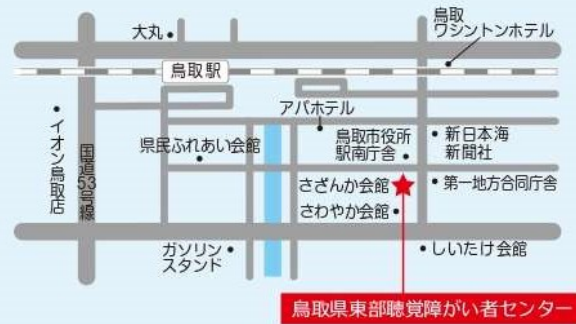 鳥取
ワシントンホテル
大丸
鳥取駅
アパホテル
イオン鳥取店
国道53号線
県民ふれあい会館
鳥取市役所
駅南庁舎
新日本海
新聞社
さざんか会館
第一地方合同庁舎
さわやか会館
ガソリン
スタンド
しいたけ会館
鳥取県東部聴覚障がい者センター